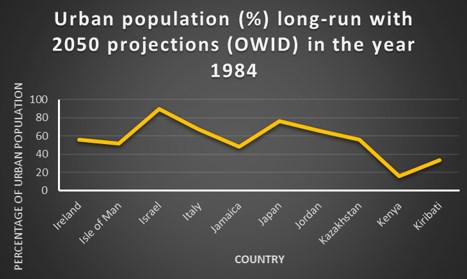 Urban population (%) long-run with
2050 projections (OWID) in the year
1984
PERCENTAGE OF URBAN POPULATION
100
80
60
40
20
0
Ireland
Isle of Man
Israel
Italy
Jamaica
Japan
Jordan
Kazakhstan
Kenya
Kiribati
COUNTRY